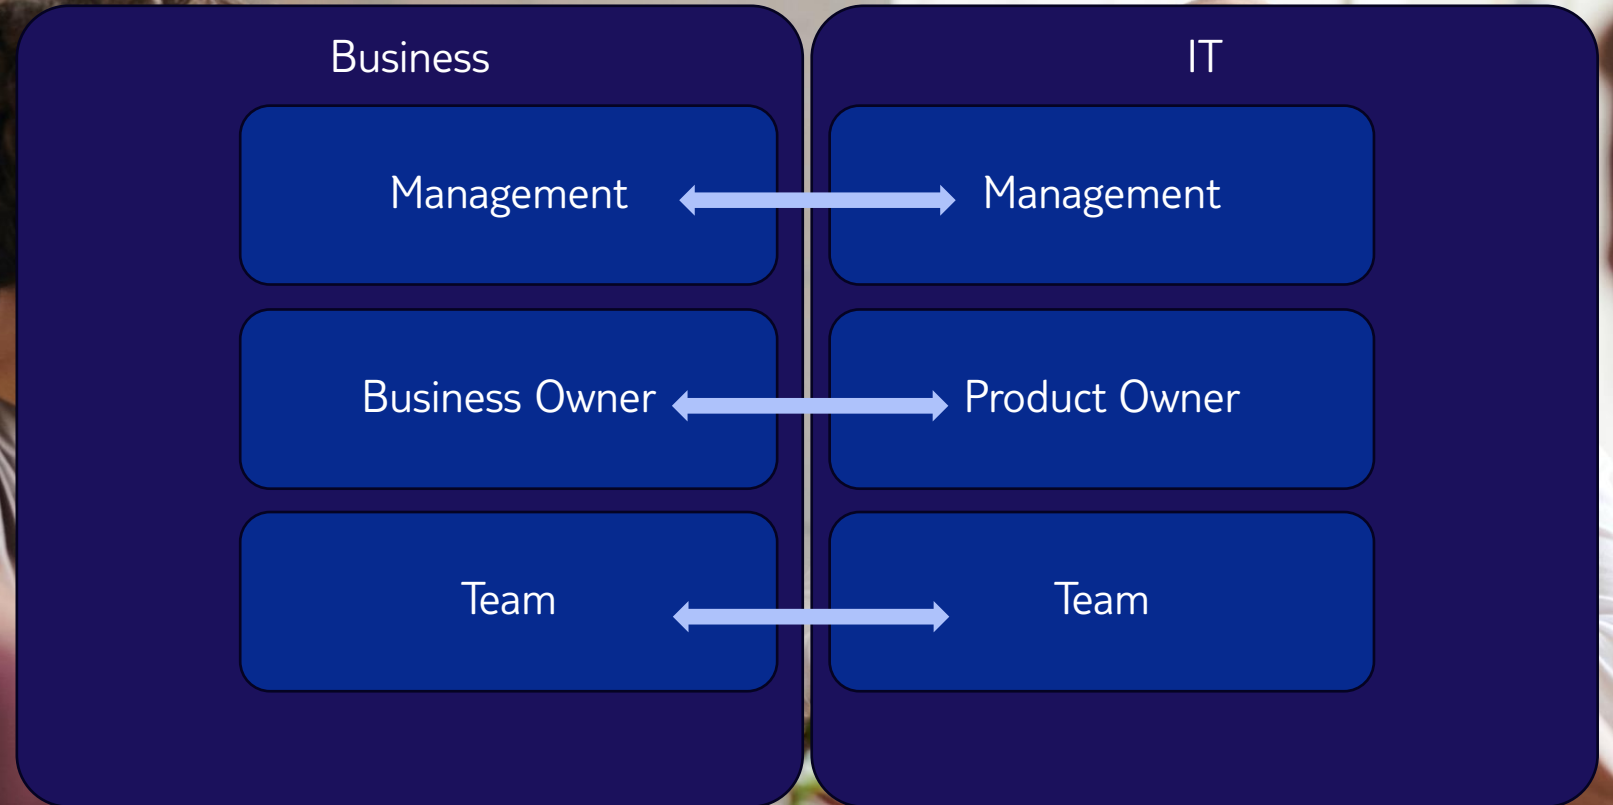 Business
IT
Management
Management
Business Owner
Product Owner
Team
Team